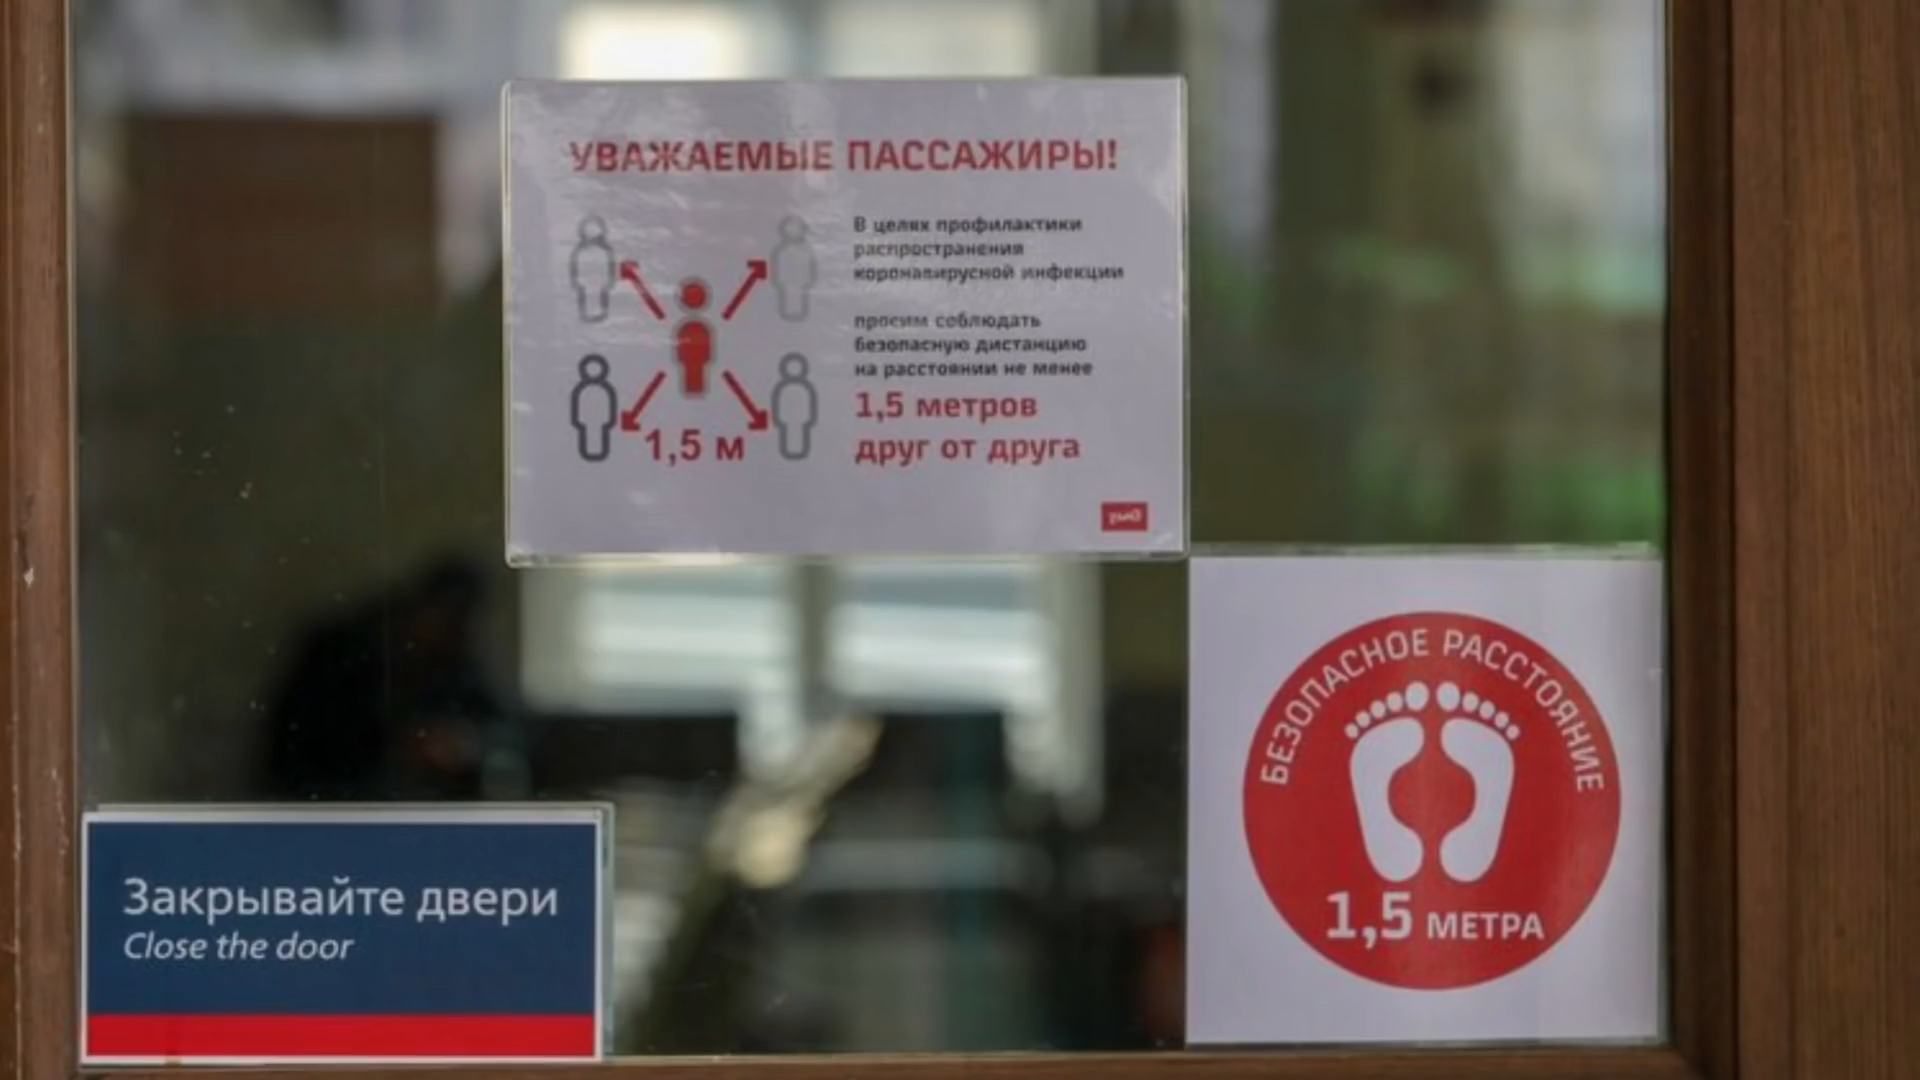 УВАЖАЕМЫЕ ПАССАЖИРЫ!
В целях профилактики
распространения
коронавирусной инфекции
просим соблюдать
безопасную дистанцию
на расстоянии не менее
1,5 метров
друг от друга
1,5 м
БЕЗОПАСНОЕ РАССТОЯНИЕ
1,5 МЕТРА
Закрывайте двери
Close the door